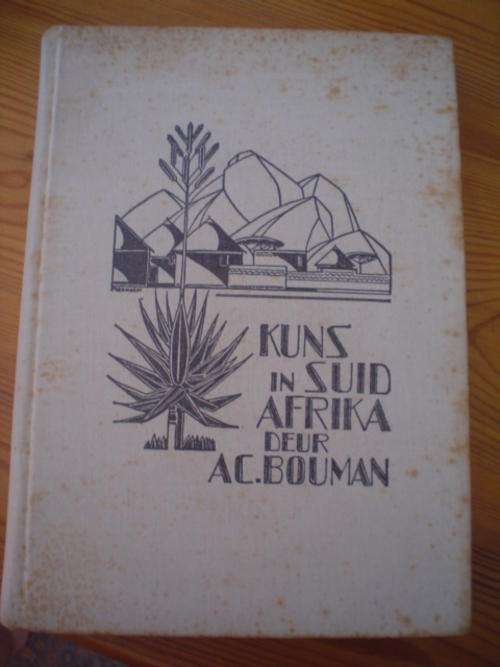 KUNS
IN SUID
AFRIKA
DEUR
A.C. BOUMAN